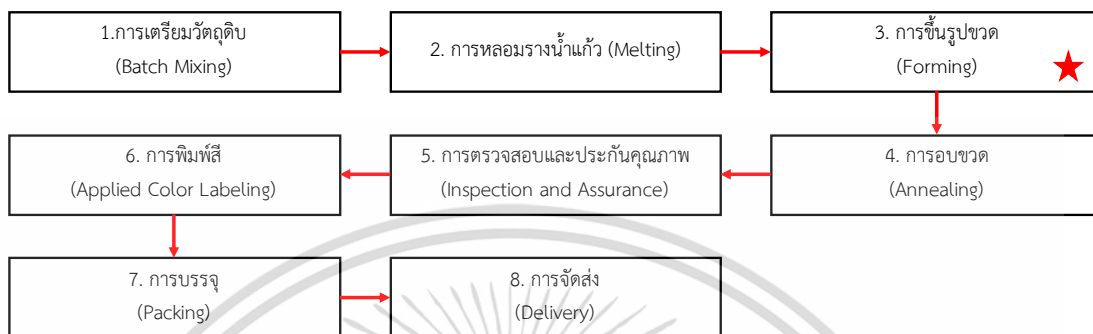 1.การเตรียมวัตถุดิบ
(Batch Mixing)
2. การหลอมรางน้ำแก้ว (Melting)
3. การขึ้นรูปขวด
(Forming)
4. การอบขวด
(Annealing)
5. การตรวจสอบและประกันคุณภาพ
(Inspection and Assurance)
6. การพิมพ์สี
(Applied Color Labeling)
7. การบรรจุ
(Packing)
8. การจัดส่ง
(Delivery)